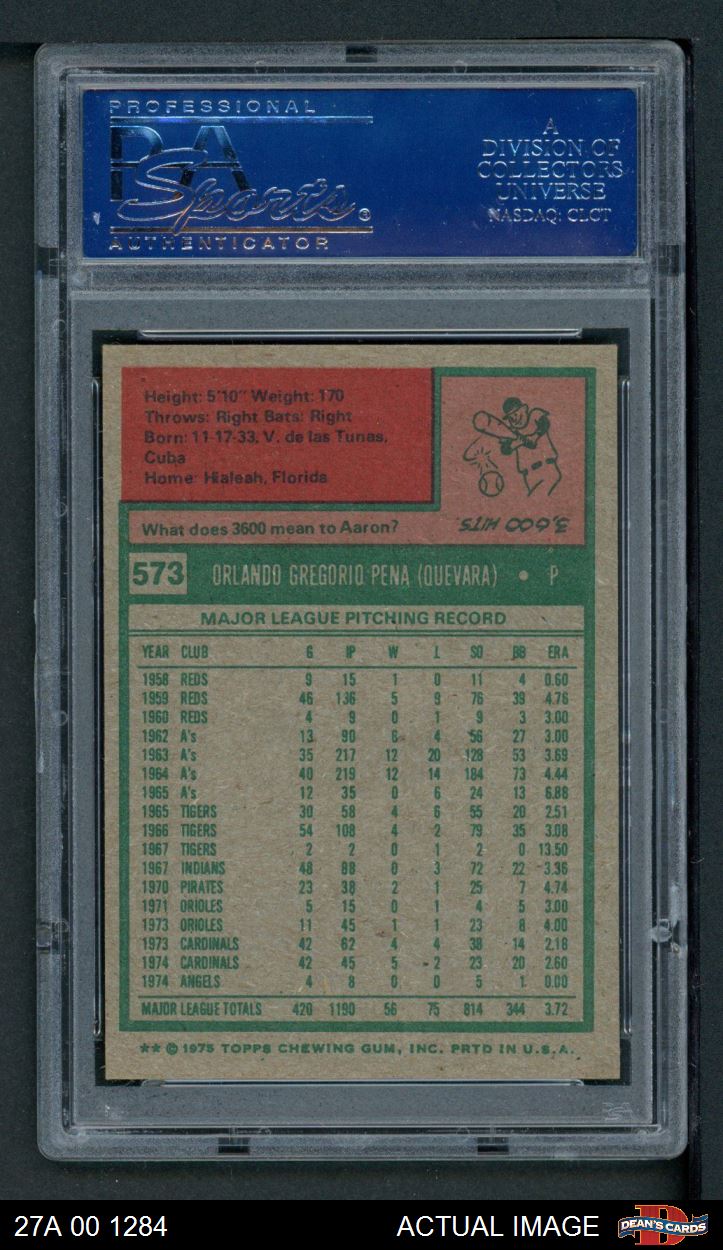 PROFESSIONAL
PSA
Sports ®
AUTHENTICATOR
A
DIVISION OF
COLLECTORS
UNIVERSE
NASDAQ: CLCT
Height: 5'10" Weight: 170
Throws: Right Bats: Right
Born: 11-17-33, V. de las Tunas,
Cuba
Home: Hialeah, Florida
What does 3600 mean to Aaron?
3,600 HITS
573 ORLANDO GREGORIO PENA (QUEVARA) • P
MAJOR LEAGUE PITCHING RECORD
YEAR CLUB G IP W L SO BB ERA
1958 REDS 9 15 1 0 11 4 0.60
1959 REDS 46 136 5 9 76 39 4.76
1960 REDS 4 9 0 1 9 3 3.00
1962 A's 13 90 6 4 56 27 3.00
1963 A's 35 217 12 20 128 53 3.69
1964 A's 40 219 12 14 184 73 4.44
1965 A's 12 35 0 6 24 13 6.88
1965 TIGERS 30 58 4 6 55 20 2.51
1966 TIGERS 54 108 4 2 79 35 3.08
1967 TIGERS 2 2 0 1 2 0 13.50
1967 INDIANS 48 88 0 3 72 22 3.36
1970 PIRATES 23 38 2 1 25 7 4.74
1971 ORIOLES 5 15 0 1 4 5 3.00
1973 ORIOLES 11 45 1 1 23 8 4.00
1973 CARDINALS 42 62 4 4 38 14 2.18
1974 CARDINALS 42 45 5 2 23 20 2.60
1974 ANGELS 4 8 0 0 5 1 0.00
MAJOR LEAGUE TOTALS 420 1190 56 75 814 344 3.72
** © 1975 TOPPS CHEWING GUM, INC. PRTD IN U.S.A.
PSA
27A 00 1284
ACTUAL IMAGE
D
DEAN'S CARDS